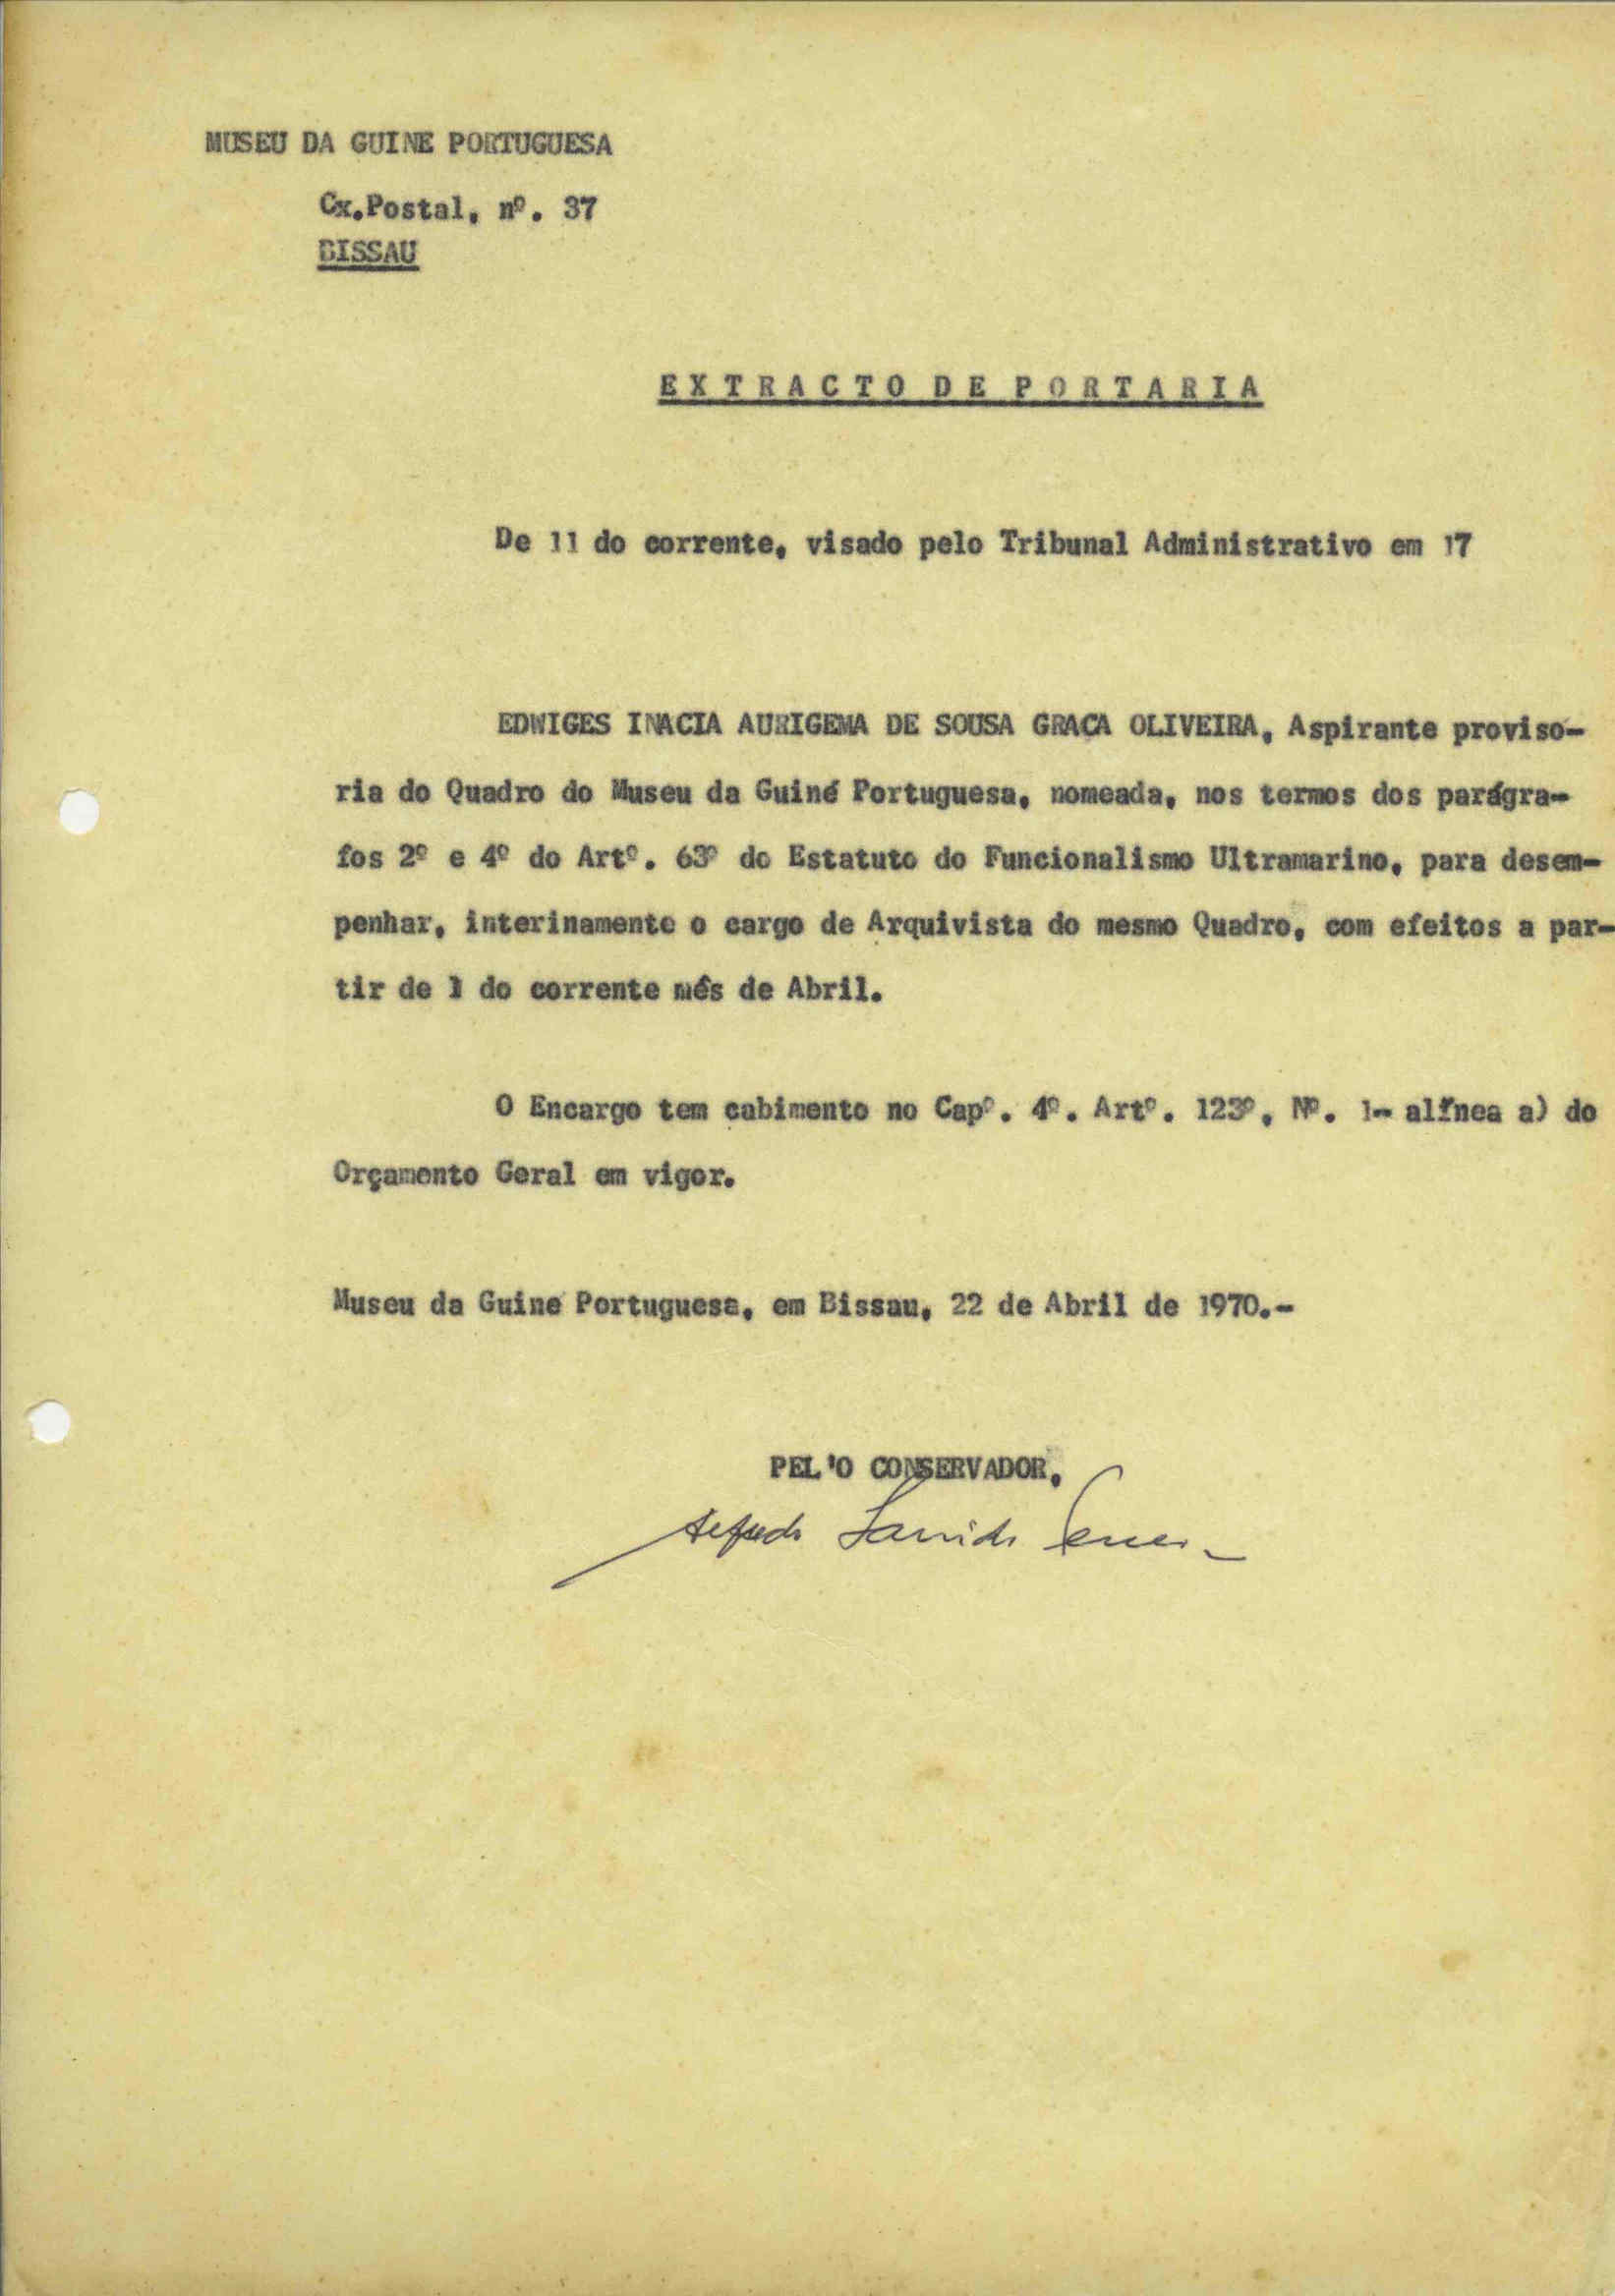 MUSEU DA GUINE PORTUGUESA
Cx.Postal, nº. 37
BISSAU
EXTRACTO DE PORTARIA
De 11 do corrente, visado pelo Tribunal Administrativo em 17
EDWIGES INACIA AURIGEMA DE SOUSA GRACA OLIVEIRA, Aspirante provisó-
ria do Quadro do Museu da Guiné Portuguesa, nomeada, nos termos dos parágra-
fos 2º e 4º do Artº. 63º do Estatuto do Funcionalismo Ultramarino, para desem-
penhar, interinamente o cargo de Arquivista do mesmo Quadro, com efeitos a par-
tir de 1 do corrente mês de Abril.
O Encargo tem cabimento no Capº. 4º. Artº. 123º, Nº. 1- alínea a) do
Orçamento Geral em vigor.
Museu da Guiné Portuguesa, em Bissau, 22 de Abril de 1970.-
PEL'O CONSERVADOR,